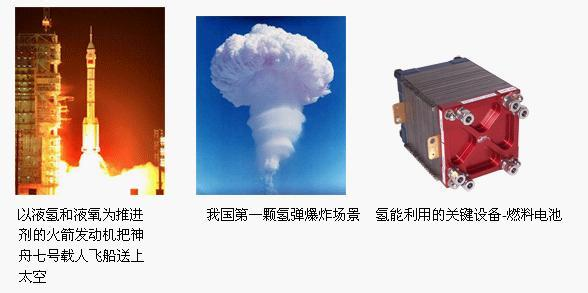 以液氢和液氧为推进
剂的火箭发动机把神
舟七号载人飞船送上
太空
我国第一颗氢弹爆炸场景
氢能利用的关键设备-燃料电池